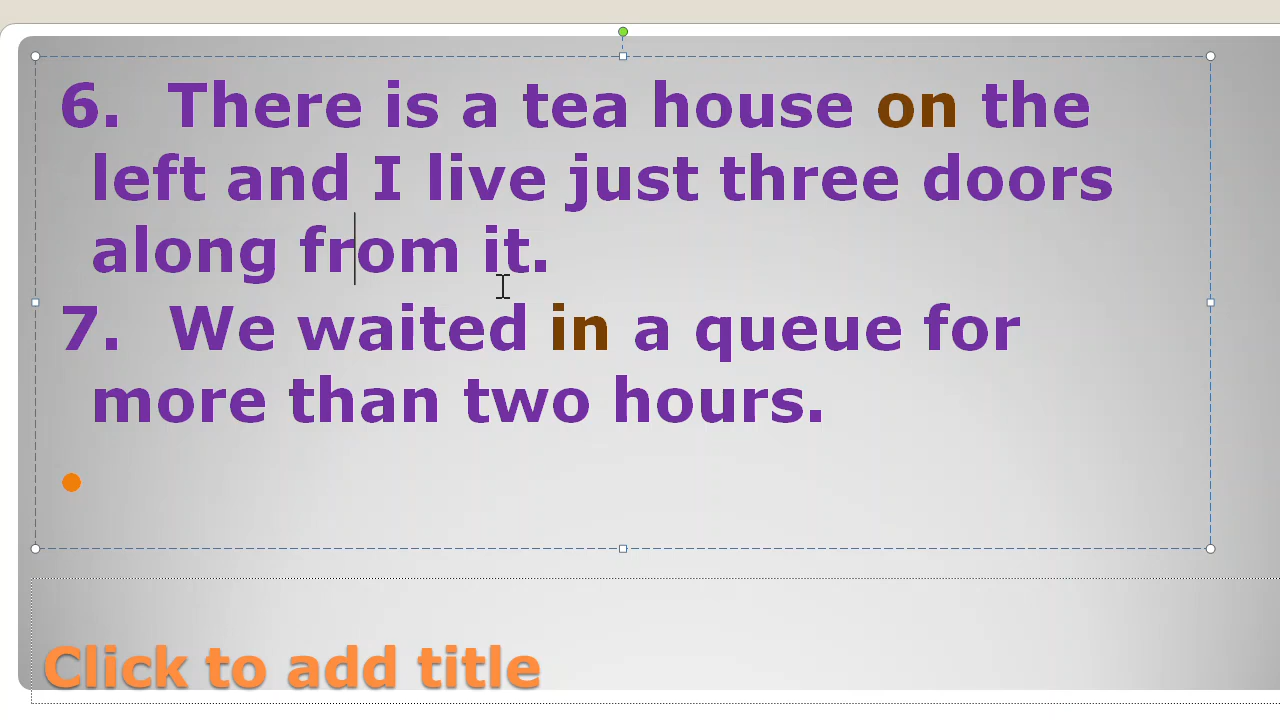 6. There is a tea house on the
left and I live just three doors
along from it.
7. We waited in a queue for
more than two hours.
Click to add title